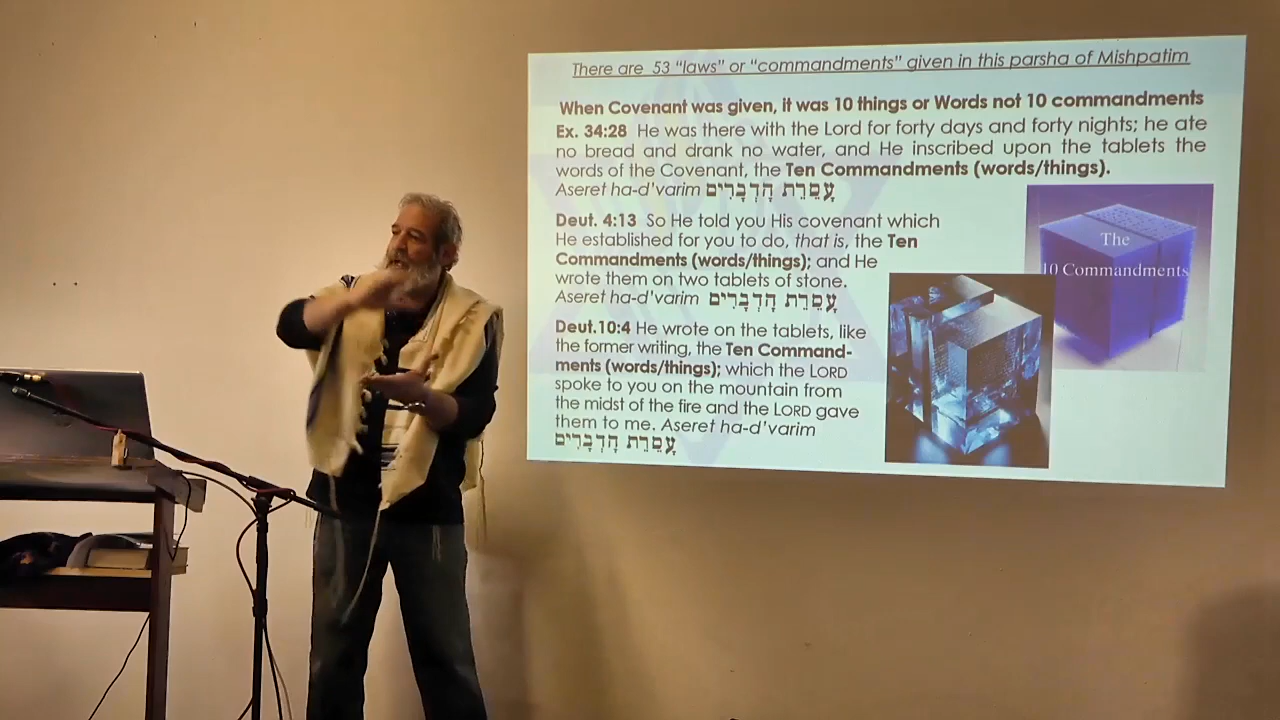 There are 53 “laws” or “commandments” given in this parsha of Mishpatim
When Covenant was given, it was 10 things or Words not 10 commandments
Ex. 34:28 He was there with the Lord for forty days and forty nights; he ate
no bread and drank no water, and He inscribed upon the tablets the
words of the Covenant, the Ten Commandments (words/things).
Aseret ha-d’varim עֲסֵרֶת הַדְּבָרִים
Deut. 4:13 So He told you His covenant which
He established for you to do, that is, the Ten
Commandments (words/things); and He
wrote them on two tablets of stone.
Aseret ha-d’varim עֲסֵרֶת הַדְּבָרִים
Deut.10:4 He wrote on the tablets, like
the former writing, the Ten Command-
ments (words/things); which the LORD
spoke to you on the mountain from
the midst of the fire and the LORD gave
them to me. Aseret ha-d’varim
עֲסֵרֶת הַדְּבָרִים
The
10 Commandments